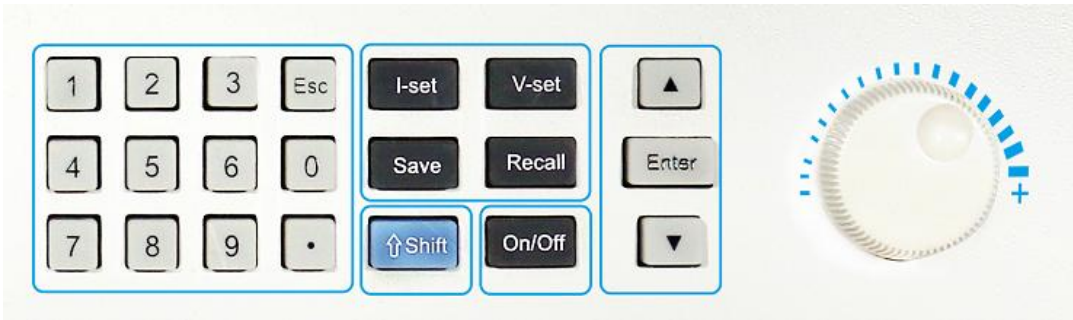 1 2 3 Esc I-set V-set ▲
4 5 6 0 Save Recall Enter
7 8 9 . ⇧Shift On/Off ▼
- +